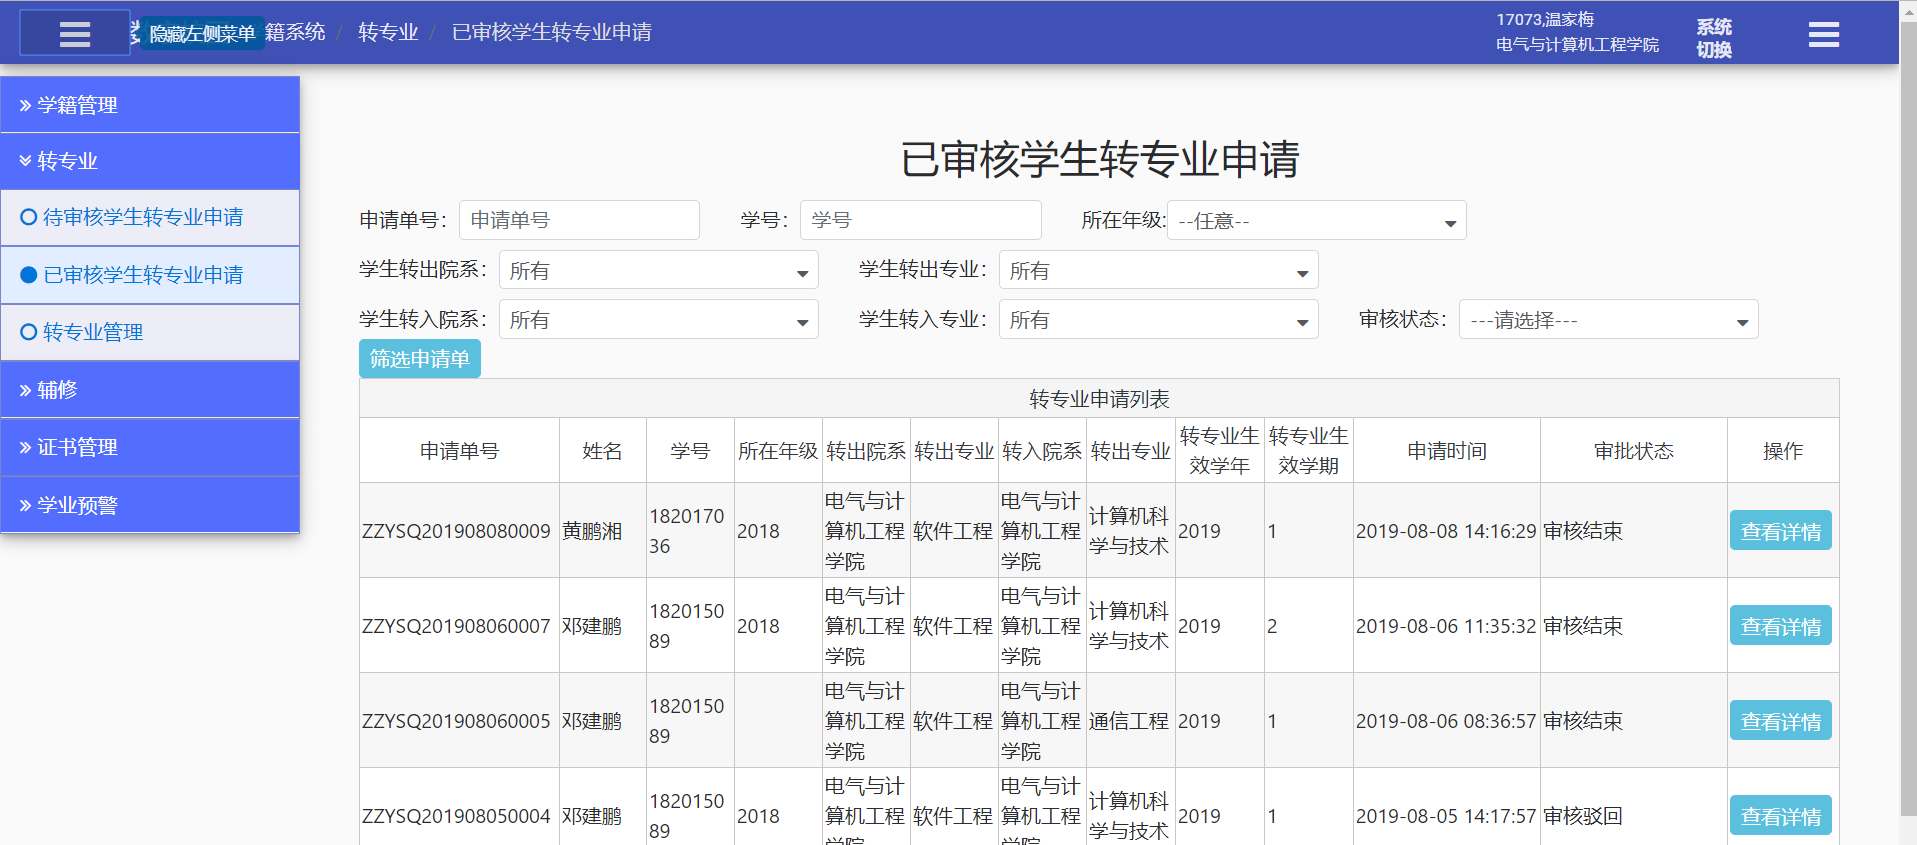 隐藏左侧菜单
籍系统 / 转专业 / 已审核学生转专业申请
17073,温家梅
电气与计算机工程学院
系统
切换
学籍管理
转专业
待审核学生转专业申请
已审核学生转专业申请
转专业管理
辅修
证书管理
学业预警
已审核学生转专业申请
申请单号： 申请单号 学号： 学号 所在年级: --任意--
学生转出院系： 所有 学生转出专业： 所有
学生转入院系： 所有 学生转入专业： 所有 审核状态： ---请选择---
筛选申请单
转专业申请列表
申请单号 姓名 学号 所在年级 转出院系 转出专业 转入院系 转出专业 转专业生效学年 转专业生效学期 申请时间 审批状态 操作
ZZYSQ201908080009 黄鹏湘 182017036 2018 电气与计算机工程学院 软件工程 电气与计算机工程学院 计算机科学与技术 2019 1 2019-08-08 14:16:29 审核结束 查看详情
ZZYSQ201908060007 邓建鹏 182015089 2018 电气与计算机工程学院 软件工程 电气与计算机工程学院 计算机科学与技术 2019 2 2019-08-06 11:35:32 审核结束 查看详情
ZZYSQ201908060005 邓建鹏 182015089 电气与计算机工程学院 软件工程 电气与计算机工程学院 通信工程 2019 1 2019-08-06 08:36:57 审核结束 查看详情
ZZYSQ201908050004 邓建鹏 182015089 2018 电气与计算机工程学院 软件工程 电气与计算机工程学院 计算机科学与技术 2019 1 2019-08-05 14:17:57 审核驳回 查看详情